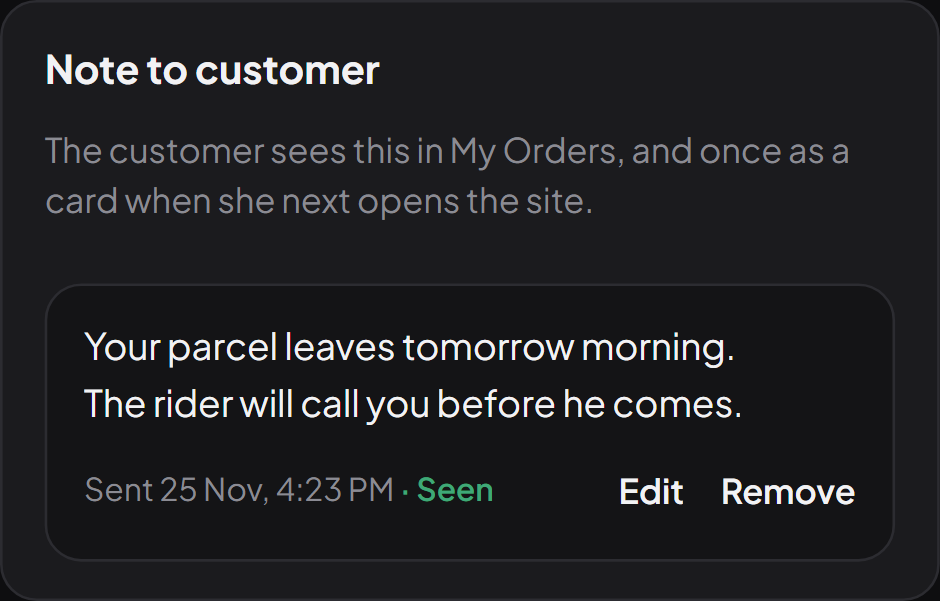 Note to customer
The customer sees this in My Orders, and once as a
card when she next opens the site.
Your parcel leaves tomorrow morning.
The rider will call you before he comes.
Sent 25 Nov, 4:23 PM · Seen Edit Remove